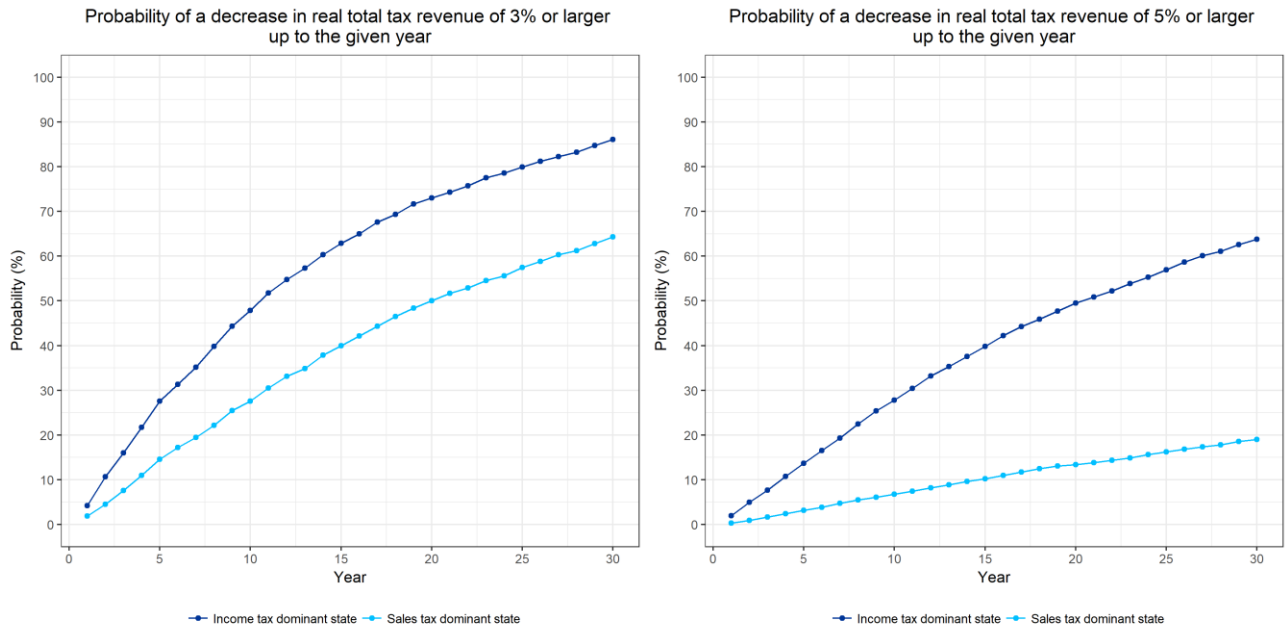 Probability of a decrease in real total tax revenue of 3% or larger
up to the given year
100
90
80
70
60
50
40
30
20
10
0
Probability (%)
0 5 10 15 20 25 30
Year
Income tax dominant state Sales tax dominant state
Probability of a decrease in real total tax revenue of 5% or larger
up to the given year
100
90
80
70
60
50
40
30
20
10
0
Probability (%)
0 5 10 15 20 25 30
Year
Income tax dominant state Sales tax dominant state